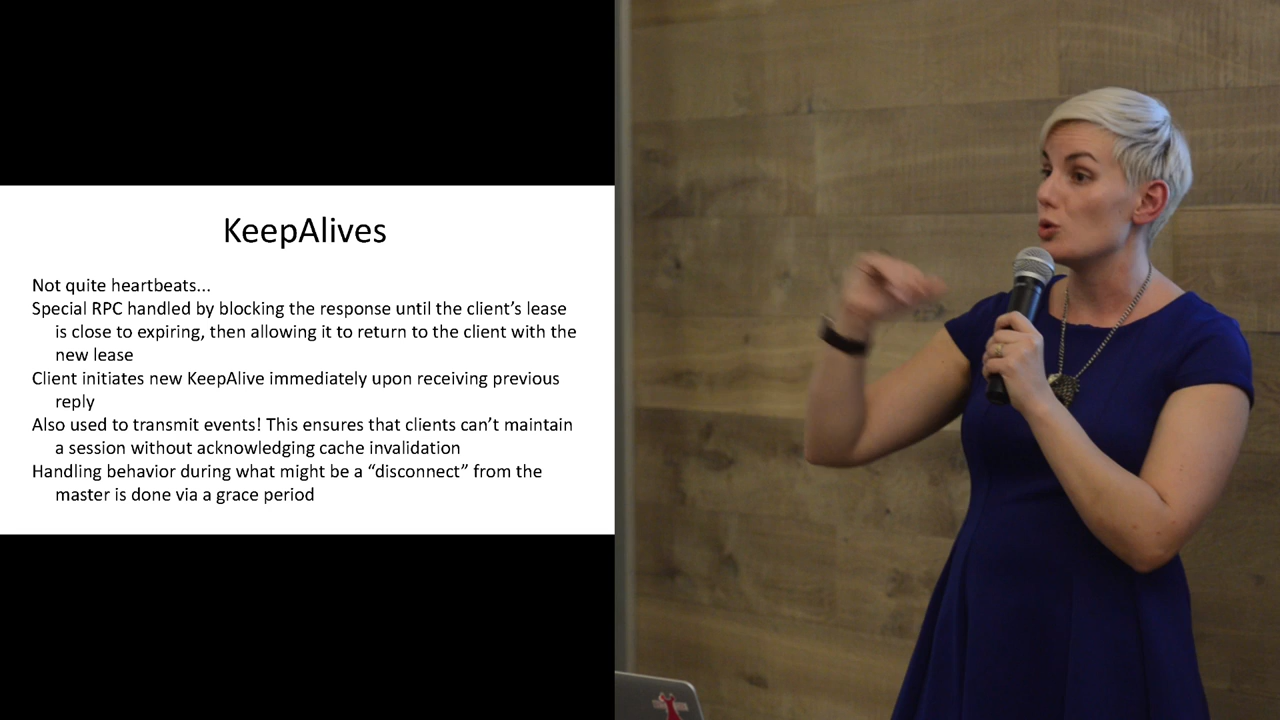 KeepAlives
Not quite heartbeats...
Special RPC handled by blocking the response until the client's lease
is close to expiring, then allowing it to return to the client with the
new lease
Client initiates new KeepAlive immediately upon receiving previous
reply
Also used to transmit events! This ensures that clients can't maintain
a session without acknowledging cache invalidation
Handling behavior during what might be a “disconnect” from the
master is done via a grace period